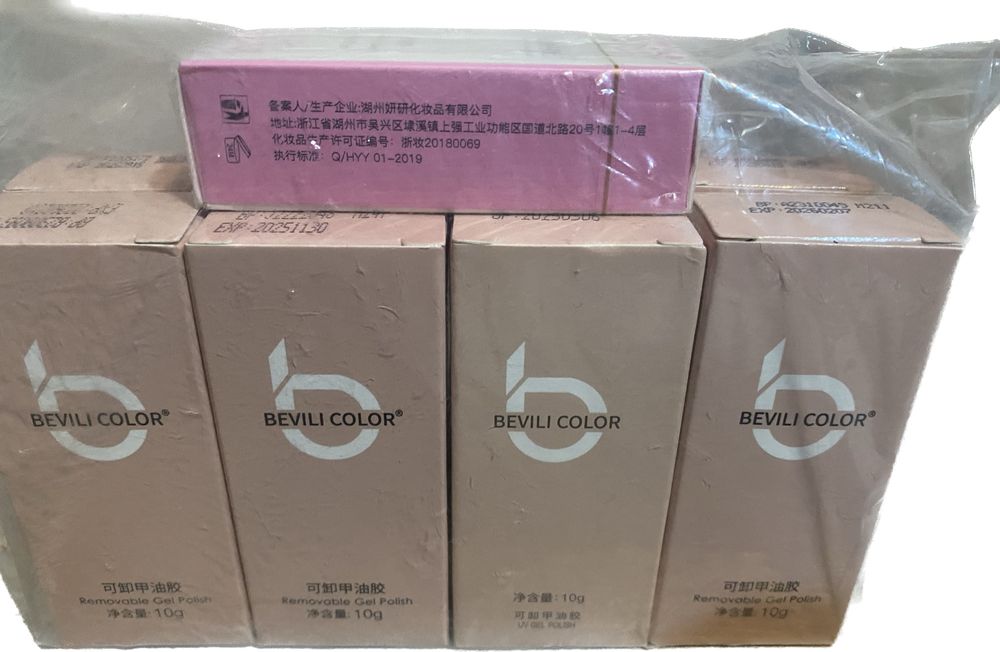 备案人/生产企业:湖州妍研化妆品有限公司
地址:浙江省湖州市吴兴区埭溪镇上强工业功能区国道北路20号1幢1-4层
化妆品生产许可证编号: 浙妆20180069
执行标准: Q/HYY 01-2019
EXP:20251130
BP:A2310045 M211
EXP:20260207
BEVILI COLOR®
可卸甲油胶
Removable Gel Polish
净含量:10g
BEVILI COLOR®
可卸甲油胶
Removable Gel Polish
净含量:10g
BEVILI COLOR
净含量:10g
可卸甲油胶
UV GEL POLISH
BEVILI COLOR®
可卸甲油胶
Removable Gel Polish
净含量:10g